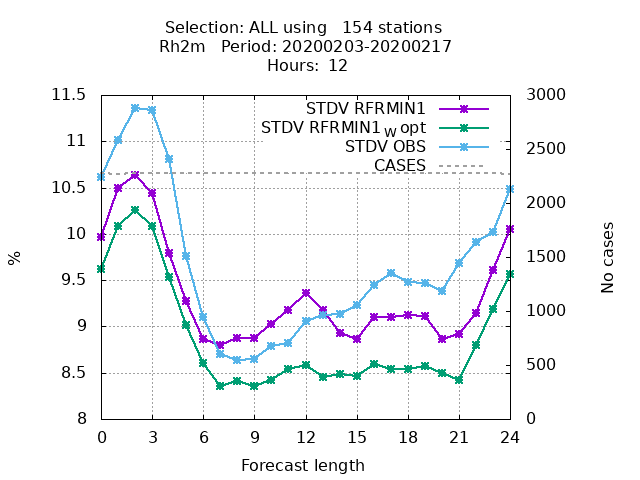 Selection: ALL using   154 stations
Rh2m   Period: 20200203-20200217
Hours: 12
STDV RFRMIN1
STDV RFRMIN1_w opt
STDV OBS
CASES
11.5
11
10.5
10
9.5
9
8.5
8
%
3000
2500
2000
1500
1000
500
0
No cases
0 3 6 9 12 15 18 21 24
Forecast length